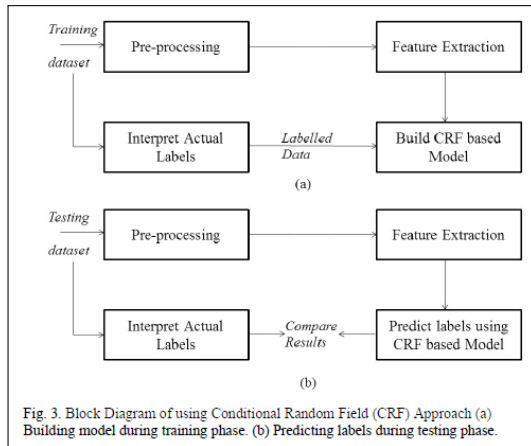 Training
dataset
Pre-processing
Feature Extraction
Interpret Actual
Labels
Labelled
Data
Build CRF based
Model
(a)
Testing
dataset
Pre-processing
Feature Extraction
Interpret Actual
Labels
Compare
Results
Predict labels using
CRF based Model
(b)
Fig. 3. Block Diagram of using Conditional Random Field (CRF) Approach (a)
Building model during training phase. (b) Predicting labels during testing phase.